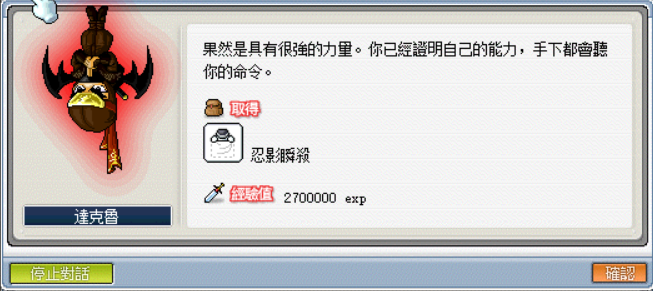 果然是具有很強的力量。你已經證明自己的能力，手下都會聽
你的命令。
取得
忍影瞬殺
經驗值 2700000 exp
達克魯
停止對話
確認